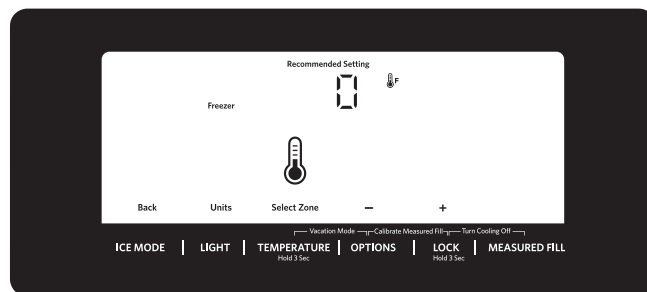 Recommended Setting
0 F
Freezer
Back Units Select Zone – +
Vacation Mode Calibrate Measured Fill Turn Cooling Off
ICE MODE LIGHT TEMPERATURE OPTIONS LOCK MEASURED FILL
Hold 3 Sec Hold 3 Sec